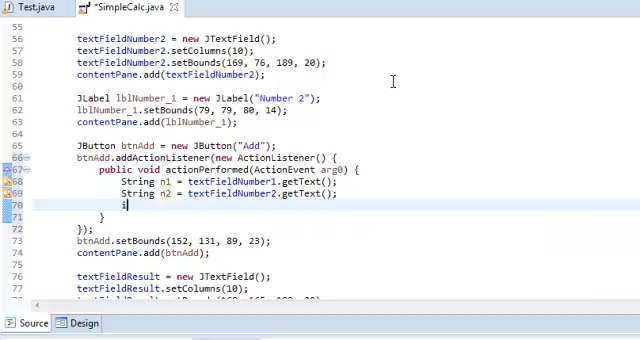 Test.java *SimpleCalc.java
55
56 textFieldNumber2 = new JTextField();
57 textFieldNumber2.setColumns(10);
58 textFieldNumber2.setBounds(169, 76, 189, 20);
59 contentPane.add(textFieldNumber2);
60
61 JLabel lblNumber_1 = new JLabel("Number 2");
62 lblNumber_1.setBounds(79, 79, 80, 14);
63 contentPane.add(lblNumber_1);
64
65 JButton btnAdd = new JButton("Add");
66 btnAdd.addActionListener(new ActionListener() {
67 public void actionPerformed(ActionEvent arg0) {
68 String n1 = textFieldNumber1.getText();
69 String n2 = textFieldNumber2.getText();
70 i
71 }
72 });
73 btnAdd.setBounds(152, 131, 89, 23);
74 contentPane.add(btnAdd);
75
76 textFieldResult = new JTextField();
77 textFieldResult.setColumns(10);
Source Design